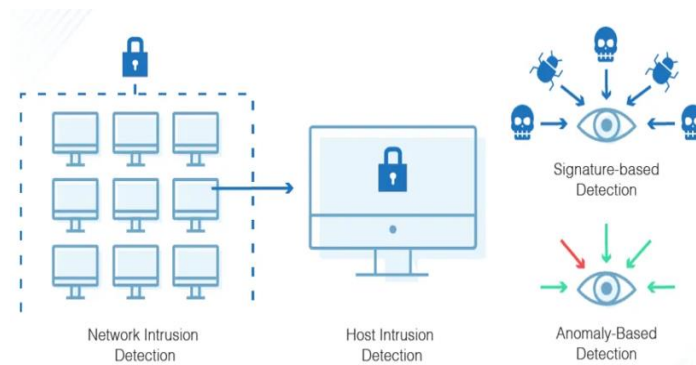 Network Intrusion
Detection
Host Intrusion
Detection
Signature-based
Detection
Anomaly-Based
Detection